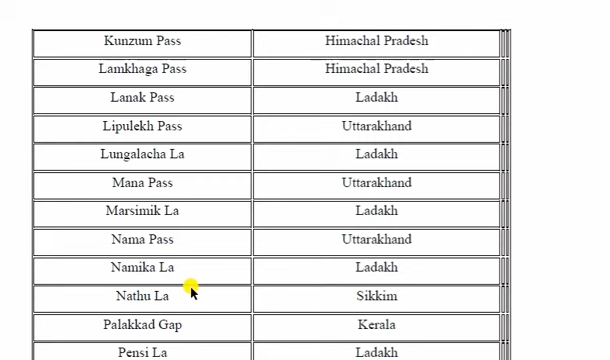 Kunzum Pass Himachal Pradesh
Lamkhaga Pass Himachal Pradesh
Lanak Pass Ladakh
Lipulekh Pass Uttarakhand
Lungalacha La Ladakh
Mana Pass Uttarakhand
Marsimik La Ladakh
Nama Pass Uttarakhand
Namika La Ladakh
Nathu La Sikkim
Palakkad Gap Kerala
Pensi La Ladakh